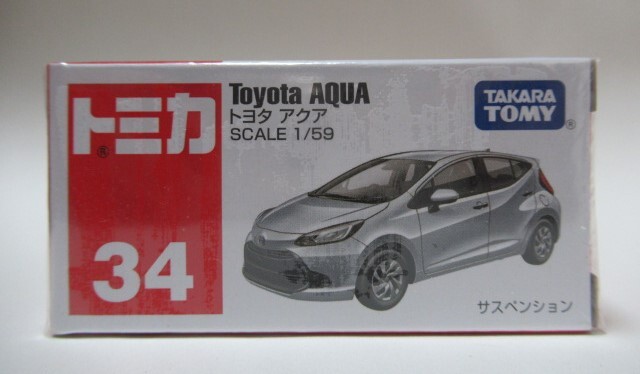 トミカ
®
34
Toyota AQUA
トヨタ アクア
SCALE 1/59
TAKARA
TOMY
®
サスペンション